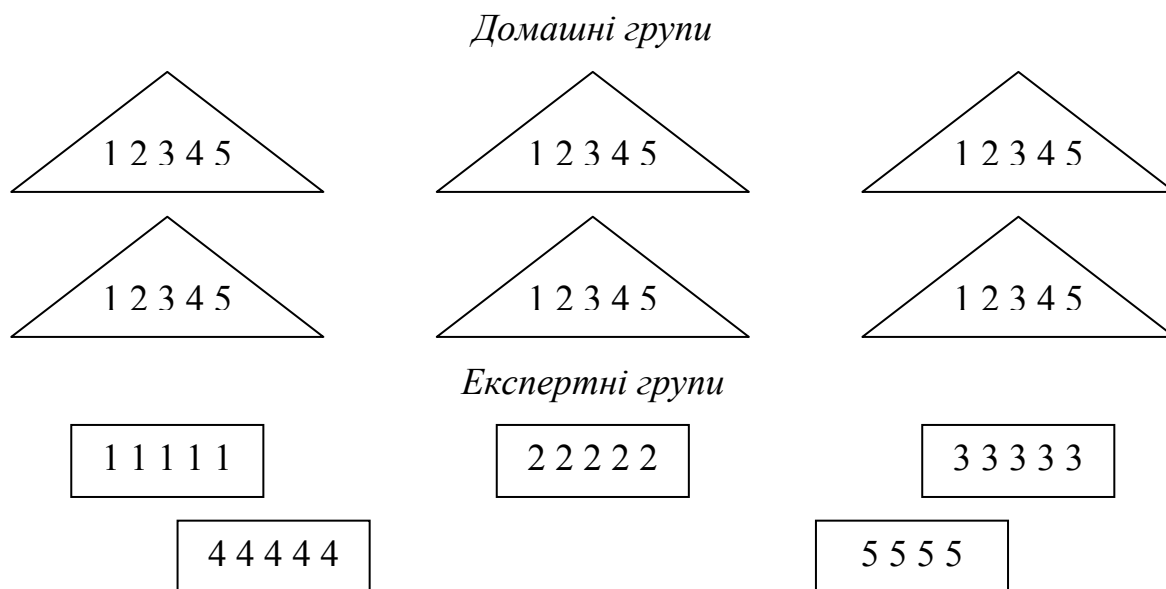 Домашні групи
1 2 3 4 5 1 2 3 4 5 1 2 3 4 5
1 2 3 4 5 1 2 3 4 5 1 2 3 4 5
Експертні групи
1 1 1 1 1 2 2 2 2 2 3 3 3 3 3
4 4 4 4 4 5 5 5 5